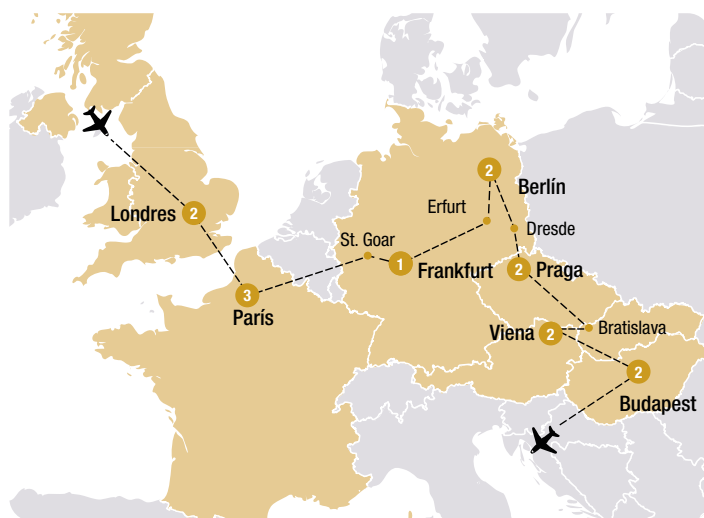 2
Berlín
Londres
2
Erfurt
Dresde
St. Goar
1
Frankfurt
2
Praga
3
París
Viena
2
Bratislava
2
Budapest